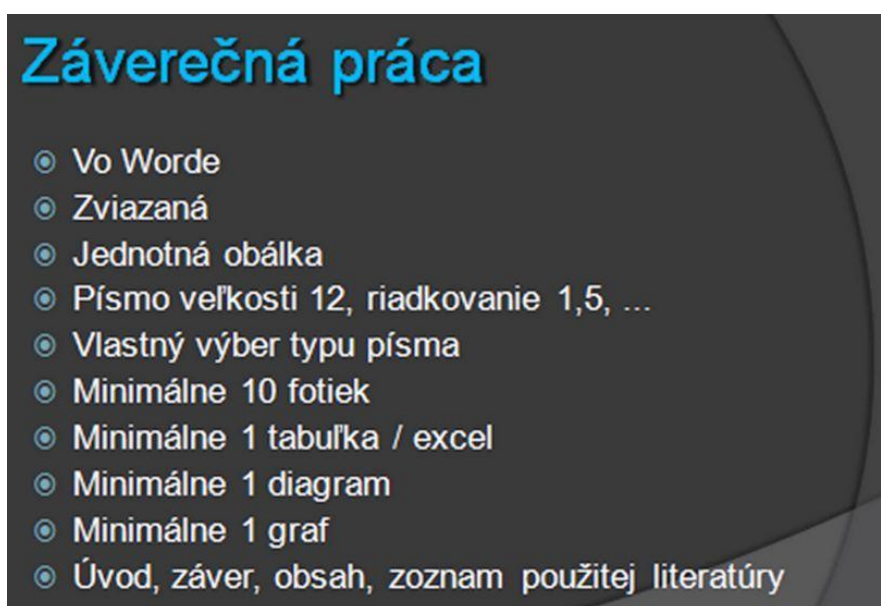 Záverečná práca
Vo Worde
Zviazaná
Jednotná obálka
Písmo veľkosti 12, riadkovanie 1,5, ...
Vlastný výber typu písma
Minimálne 10 fotiek
Minimálne 1 tabuľka / excel
Minimálne 1 diagram
Minimálne 1 graf
Úvod, záver, obsah, zoznam použitej literatúry